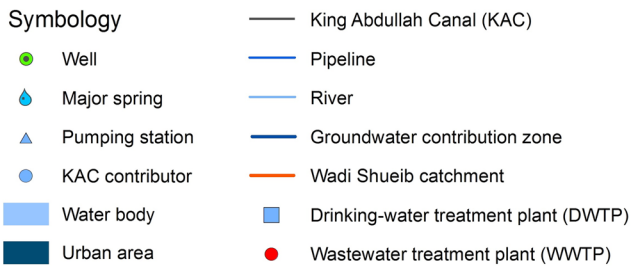 Symbology
Well
Major spring
Pumping station
KAC contributor
Water body
Urban area
King Abdullah Canal (KAC)
Pipeline
River
Groundwater contribution zone
Wadi Shueib catchment
Drinking-water treatment plant (DWTP)
Wastewater treatment plant (WWTP)